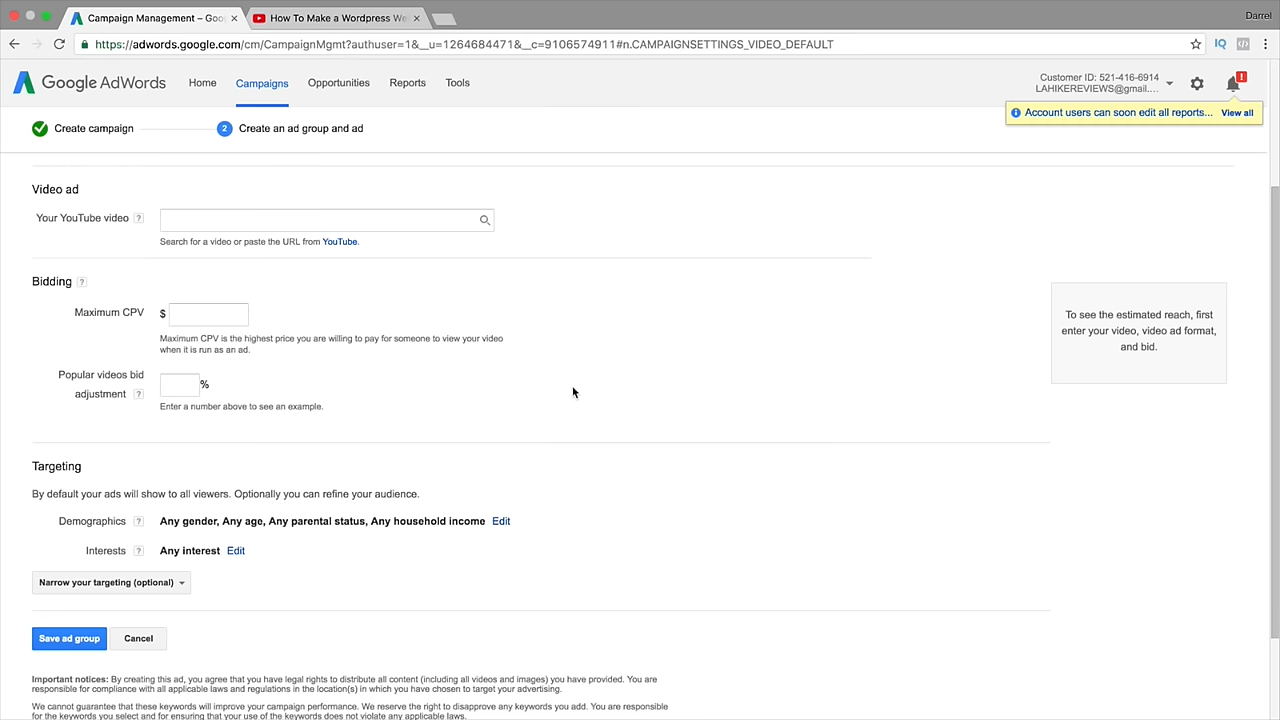 Campaign Management – Goo
How To Make a Wordpress We
Darrel
https://adwords.google.com/cm/CampaignMgmt?authuser=1&__u=1264684471&__c=9106574911#n.CAMPAIGNSETTINGS_VIDEO_DEFAULT
IQ
Google AdWords
Home
Campaigns
Opportunities
Reports
Tools
Customer ID: 521-416-6914
LAHIKEREVIEWS@gmail....
!
Account users can soon edit all reports... View all
Create campaign
2 Create an ad group and ad
Video ad
Your YouTube video ?
Search for a video or paste the URL from YouTube.
Bidding ?
Maximum CPV $
Maximum CPV is the highest price you are willing to pay for someone to view your video
when it is run as an ad.
Popular videos bid
adjustment ? %
Enter a number above to see an example.
To see the estimated reach, first
enter your video, video ad format,
and bid.
Targeting
By default your ads will show to all viewers. Optionally you can refine your audience.
Demographics ? Any gender, Any age, Any parental status, Any household income Edit
Interests ? Any interest Edit
Narrow your targeting (optional)
Save ad group
Cancel
Important notices: By creating this ad, you agree that you have legal rights to distribute all content (including all videos and images) you have provided. You are
responsible for compliance with all applicable laws and regulations in the location(s) in which you have chosen to target your advertising.
We cannot guarantee that these keywords will improve your campaign performance. We reserve the right to disapprove any keywords you add. You are responsible
for the keywords you select and for ensuring that your use of the keywords does not violate any applicable laws.